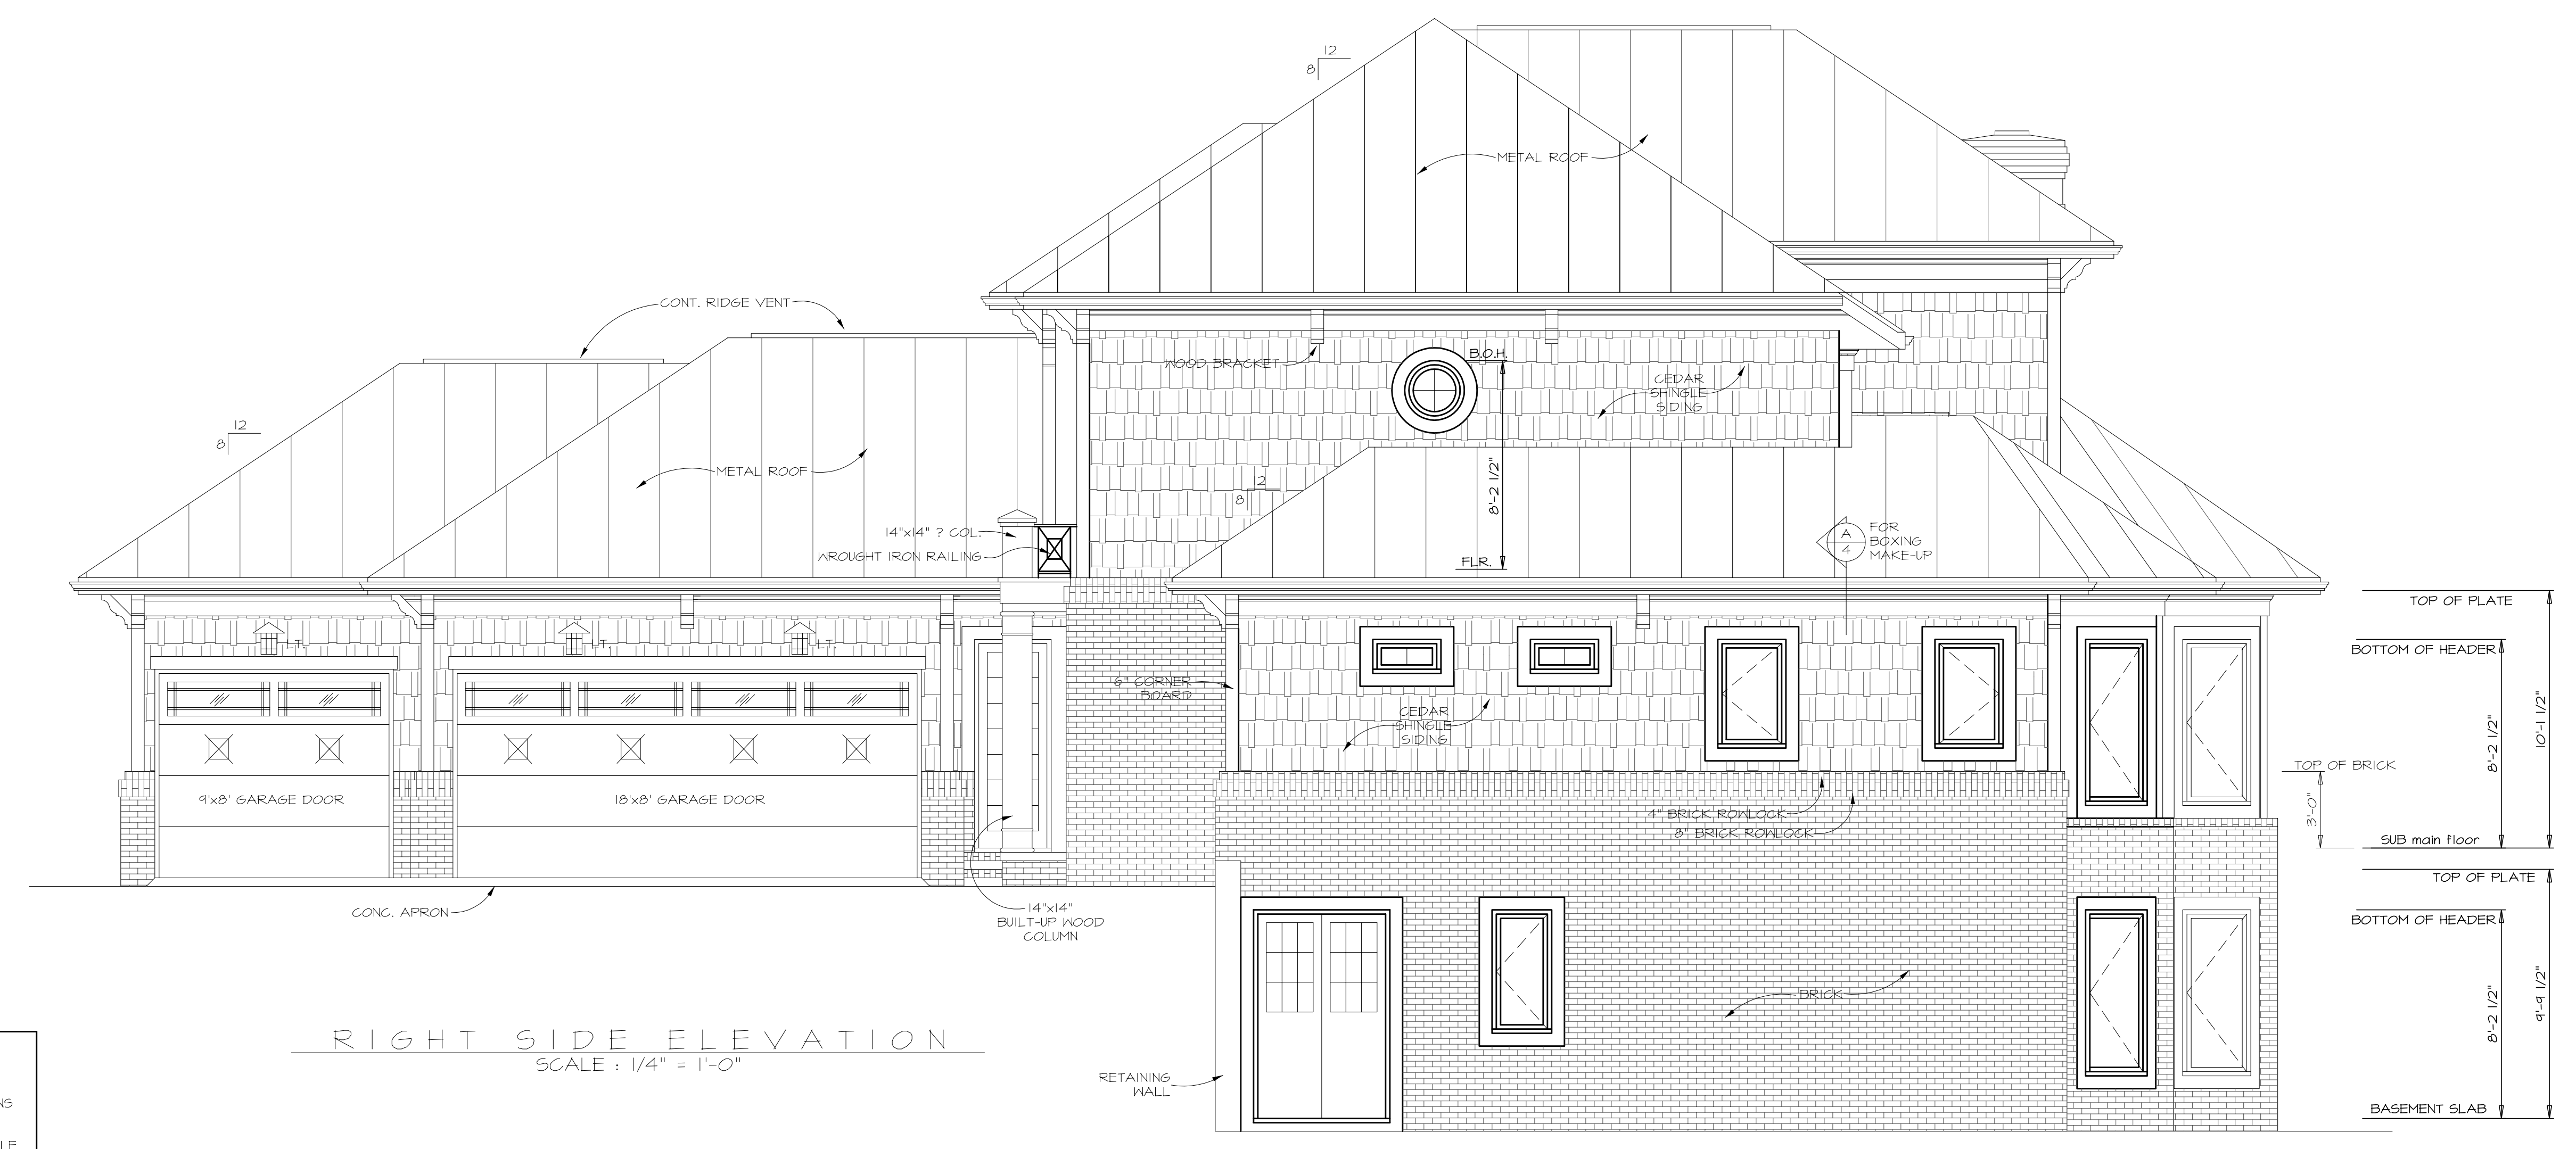 12
8
METAL ROOF
CONT. RIDGE VENT
WOOD BRACKET
B.O.H.
CEDAR
SHINGLE
SIDING
12
8
METAL ROOF
8'-2 1/2"
12
8
14"x14" ? COL.
WROUGHT IRON RAILING
FLR.
A
4
FOR
BOXING
MAKE-UP
TOP OF PLATE
LT.
LT.
LT.
BOTTOM OF HEADER
6" CORNER
BOARD
CEDAR
SHINGLE
SIDING
8'-2 1/2"
10'-1 1/2"
TOP OF BRICK
3'-0"
9'x8' GARAGE DOOR
18'x8' GARAGE DOOR
4" BRICK ROWLOCK
8" BRICK ROWLOCK
SUB main floor
TOP OF PLATE
CONC. APRON
14"x14"
BUILT-UP WOOD
COLUMN
BOTTOM OF HEADER
BRICK
8'-2 1/2"
9'-9 1/2"
RIGHT SIDE ELEVATION
SCALE : 1/4" = 1'-0"
RETAINING
WALL
BASEMENT SLAB